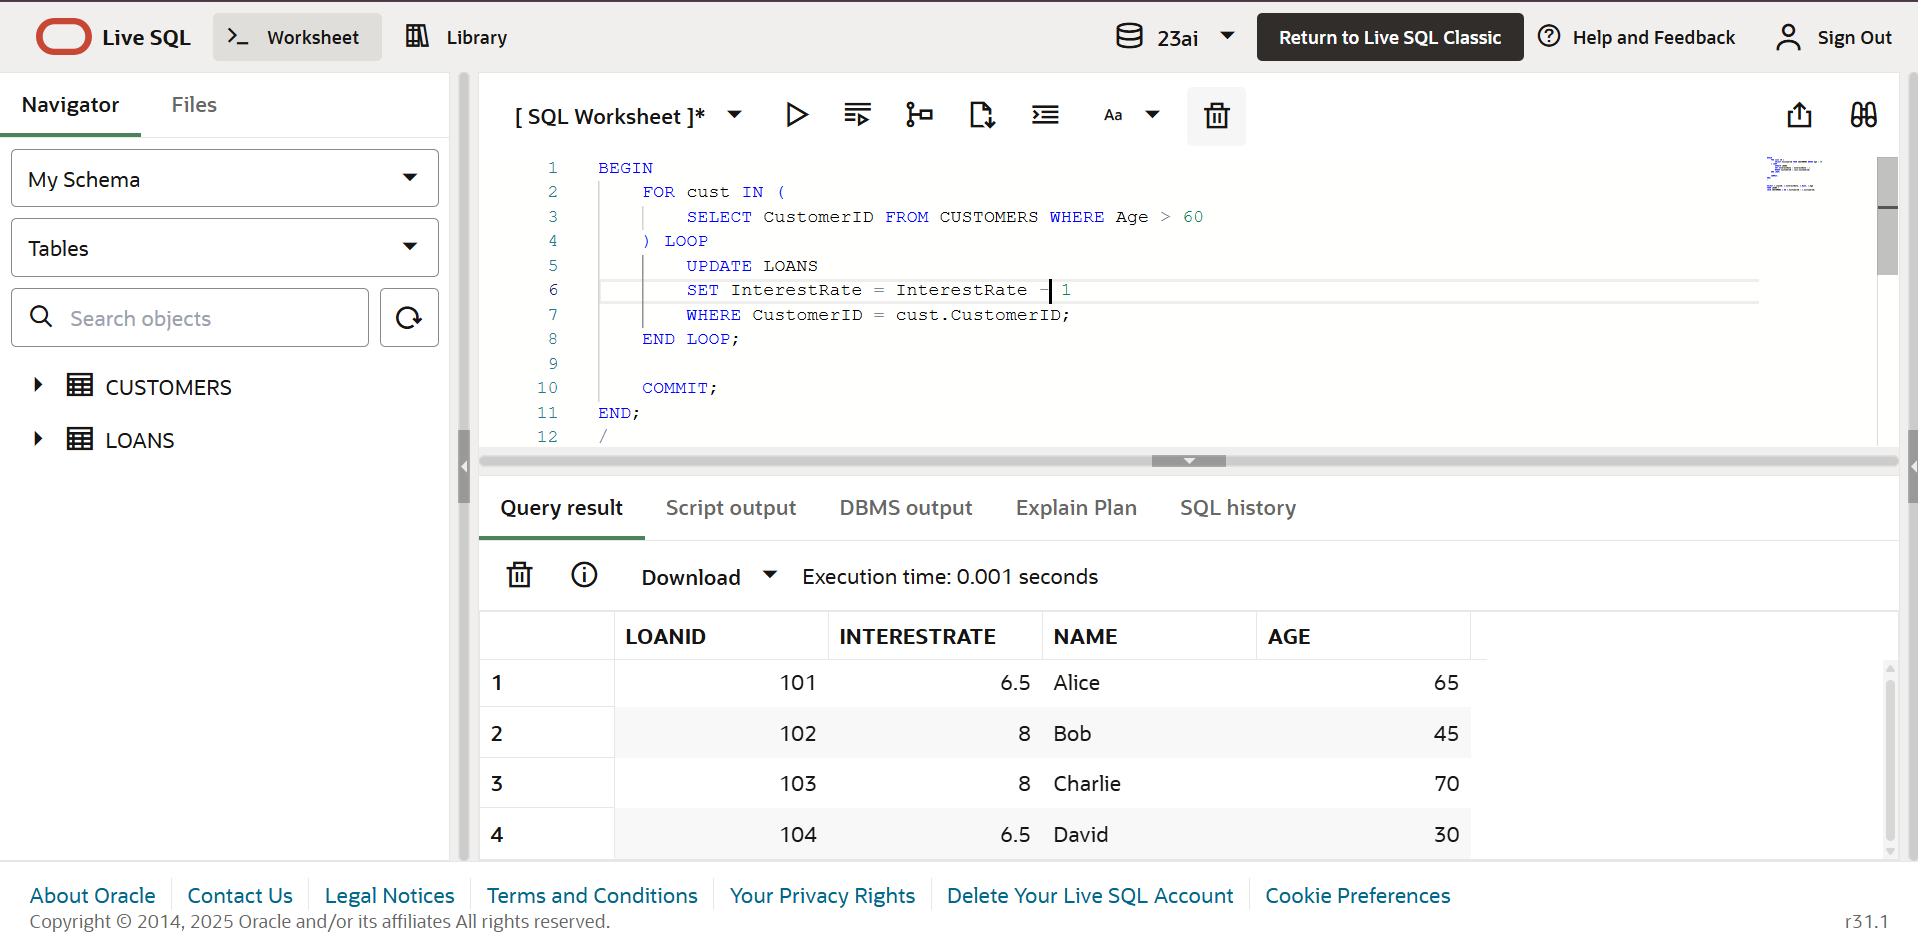 Live SQL
Worksheet
Library
23ai
Return to Live SQL Classic
Help and Feedback
Sign Out
Navigator
Files
My Schema
Tables
Search objects
CUSTOMERS
LOANS
[ SQL Worksheet ]*
Aa
1 BEGIN
2 FOR cust IN (
3 SELECT CustomerID FROM CUSTOMERS WHERE Age > 60
4 ) LOOP
5 UPDATE LOANS
6 SET InterestRate = InterestRate - 1
7 WHERE CustomerID = cust.CustomerID;
8 END LOOP;
9
10 COMMIT;
11 END;
12 /
Query result
Script output
DBMS output
Explain Plan
SQL history
Download
Execution time: 0.001 seconds
LOANID INTERESTRATE NAME AGE
1 101 6.5 Alice 65
2 102 8 Bob 45
3 103 8 Charlie 70
4 104 6.5 David 30
About Oracle
Contact Us
Legal Notices
Terms and Conditions
Your Privacy Rights
Delete Your Live SQL Account
Cookie Preferences
Copyright © 2014, 2025 Oracle and/or its affiliates All rights reserved.
r31.1